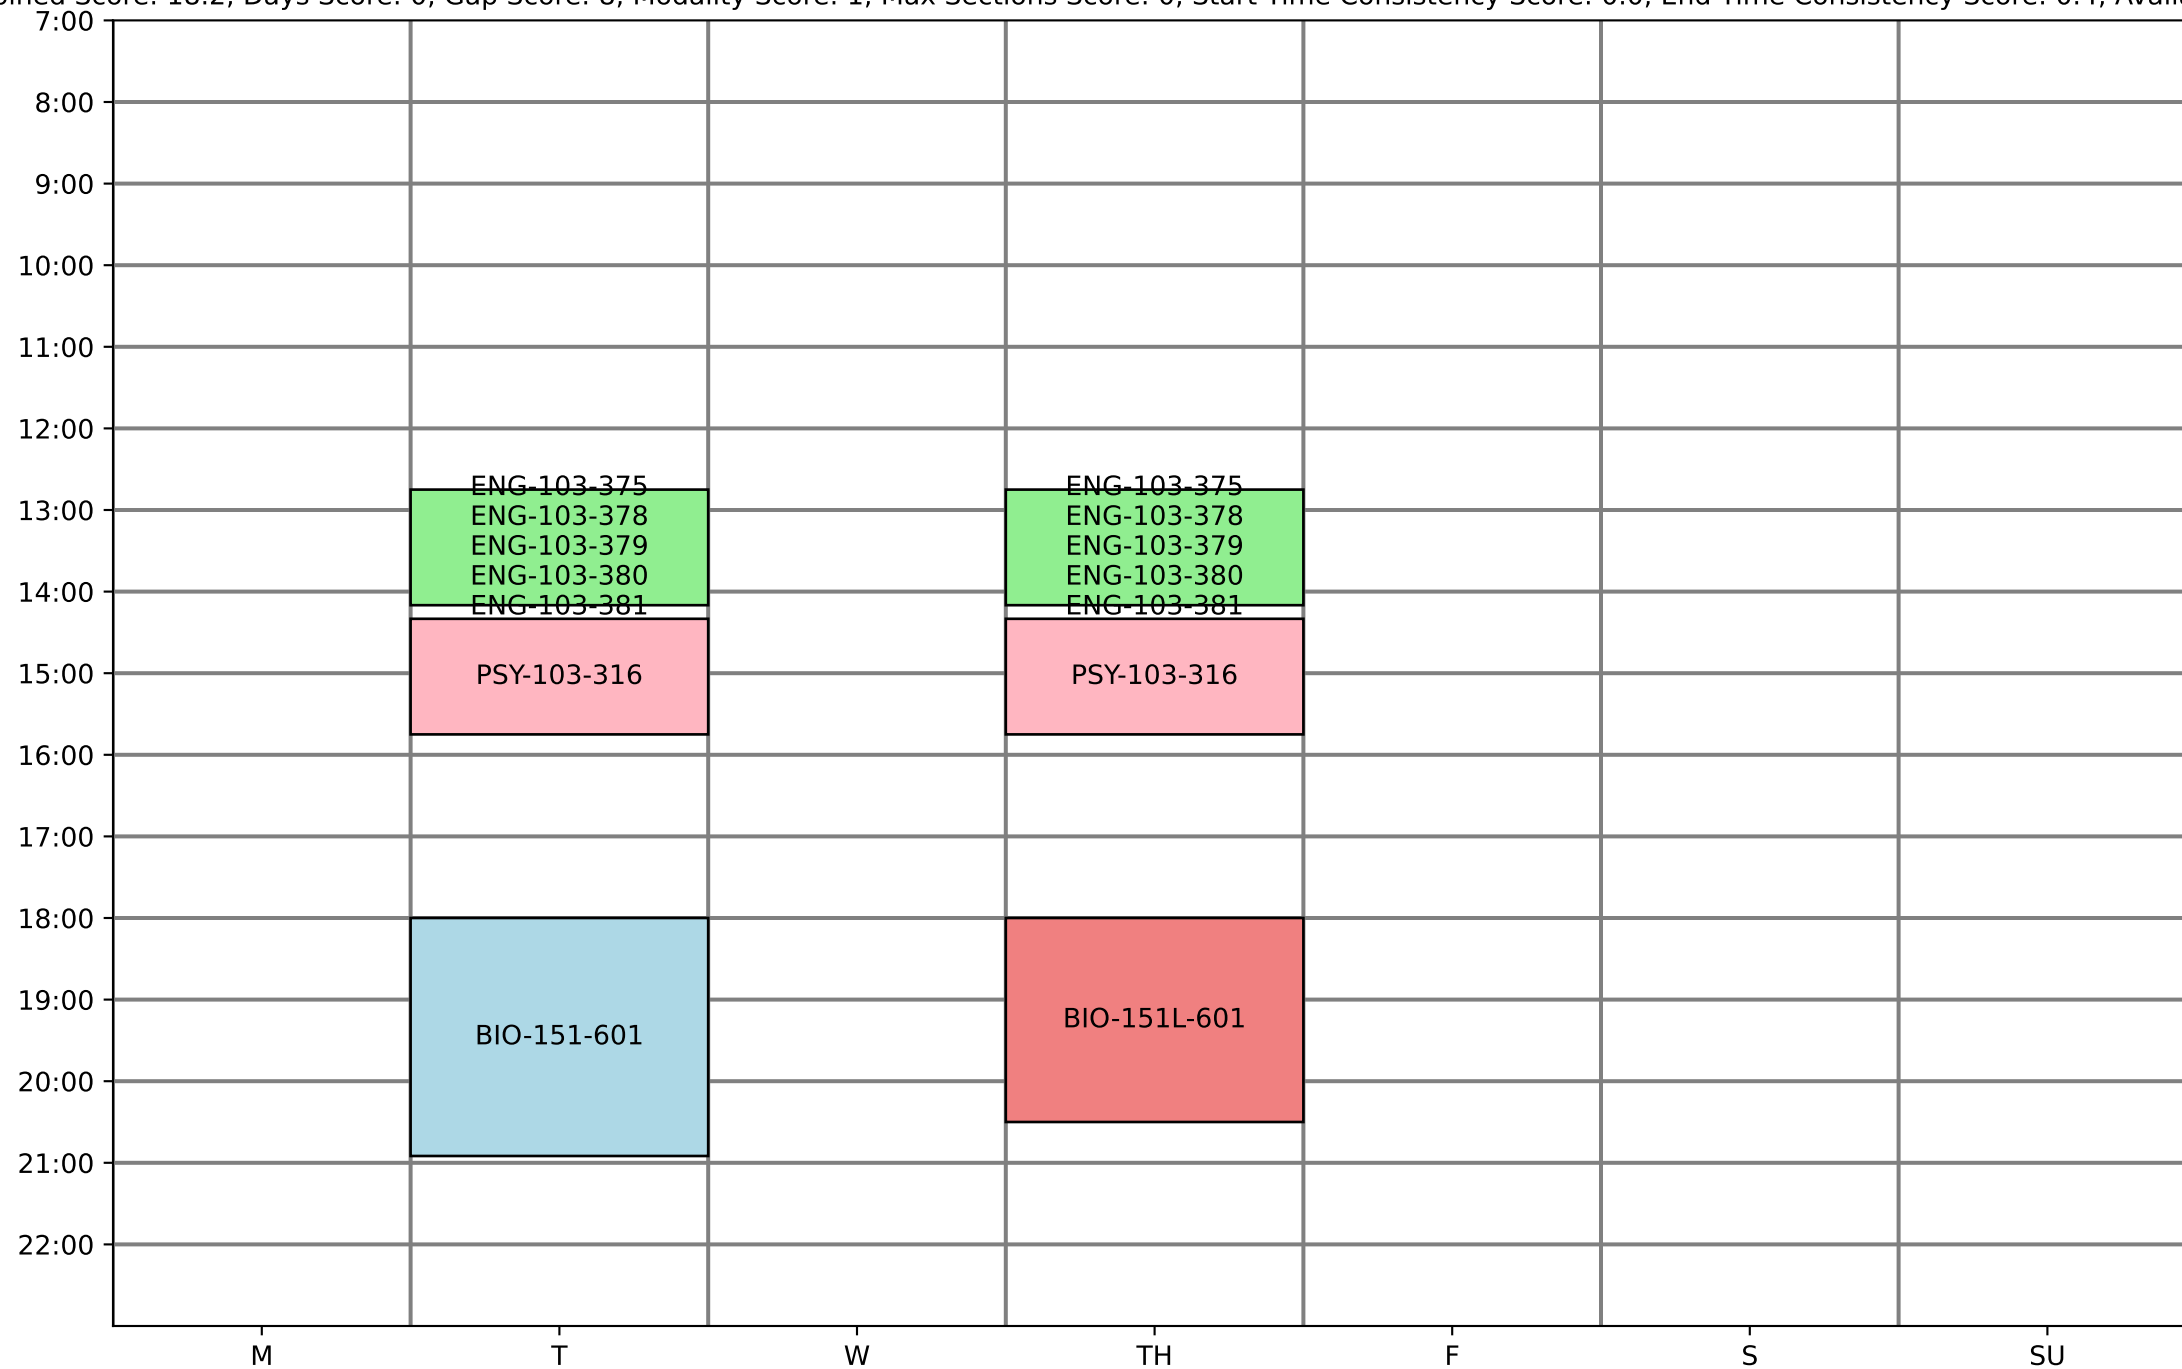 Score: 18.2, Days Score: 0, Gap Score: 8, Modality Score: 1, Max Sections Score: 0, Start Time Consistency Score: 0.0, End Time Consistency Score: 0.4,
7:00
8:00
9:00
10:00
11:00
12:00
ENG-103-375 ENG-103-375
13:00
ENG-103-378 ENG-103-378
ENG-103-379 ENG-103-379
ENG-103-380 ENG-103-380
14:00
ENG-103-381 ENG-103-381
15:00
PSY-103-316 PSY-103-316
16:00
17:00
18:00
19:00
BIO-151L-601
BIO-151-601
20:00
21:00
22:00
M T W TH F S SU